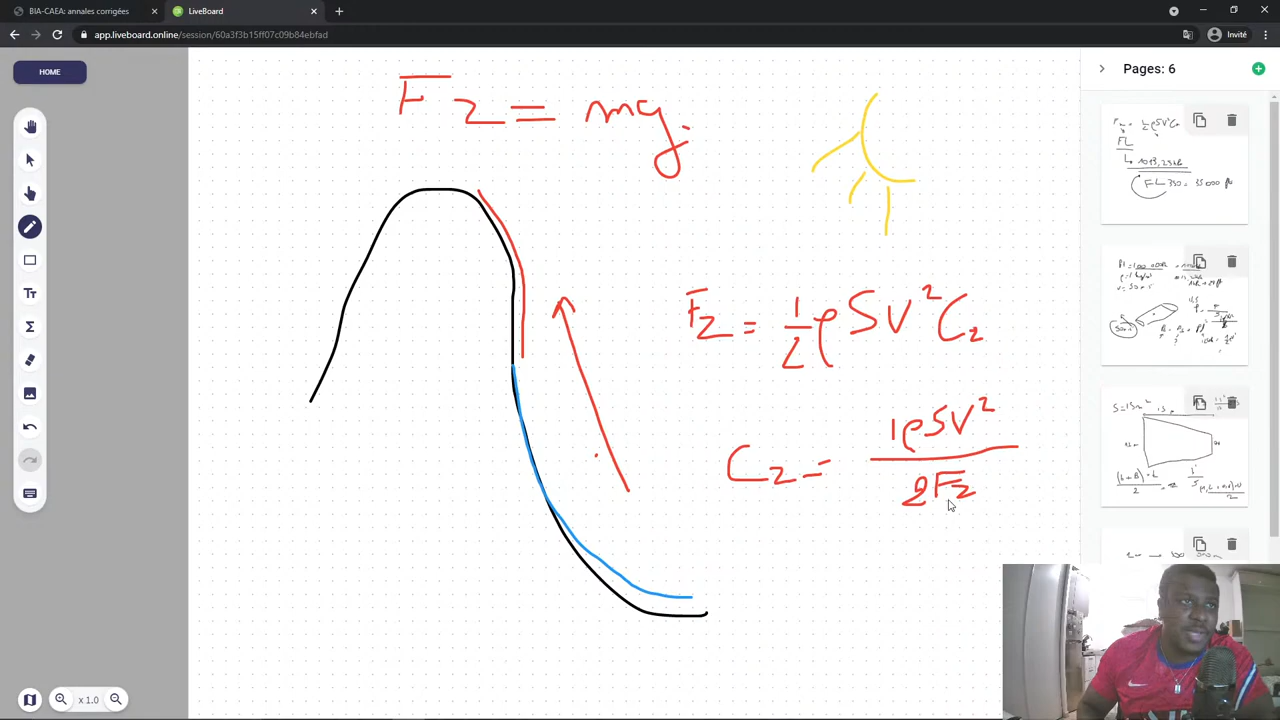 BIA-CAEA: annales corrigées
LiveBoard
app.liveboard.online/session/60a3f3b15ff07c09b84ebfad
Invité
HOME
Pages: 6
Fz = mg
Fz = 1/2 ρ S V² Cz
Cz = 1ρSV² / 2Fz
x 1.0